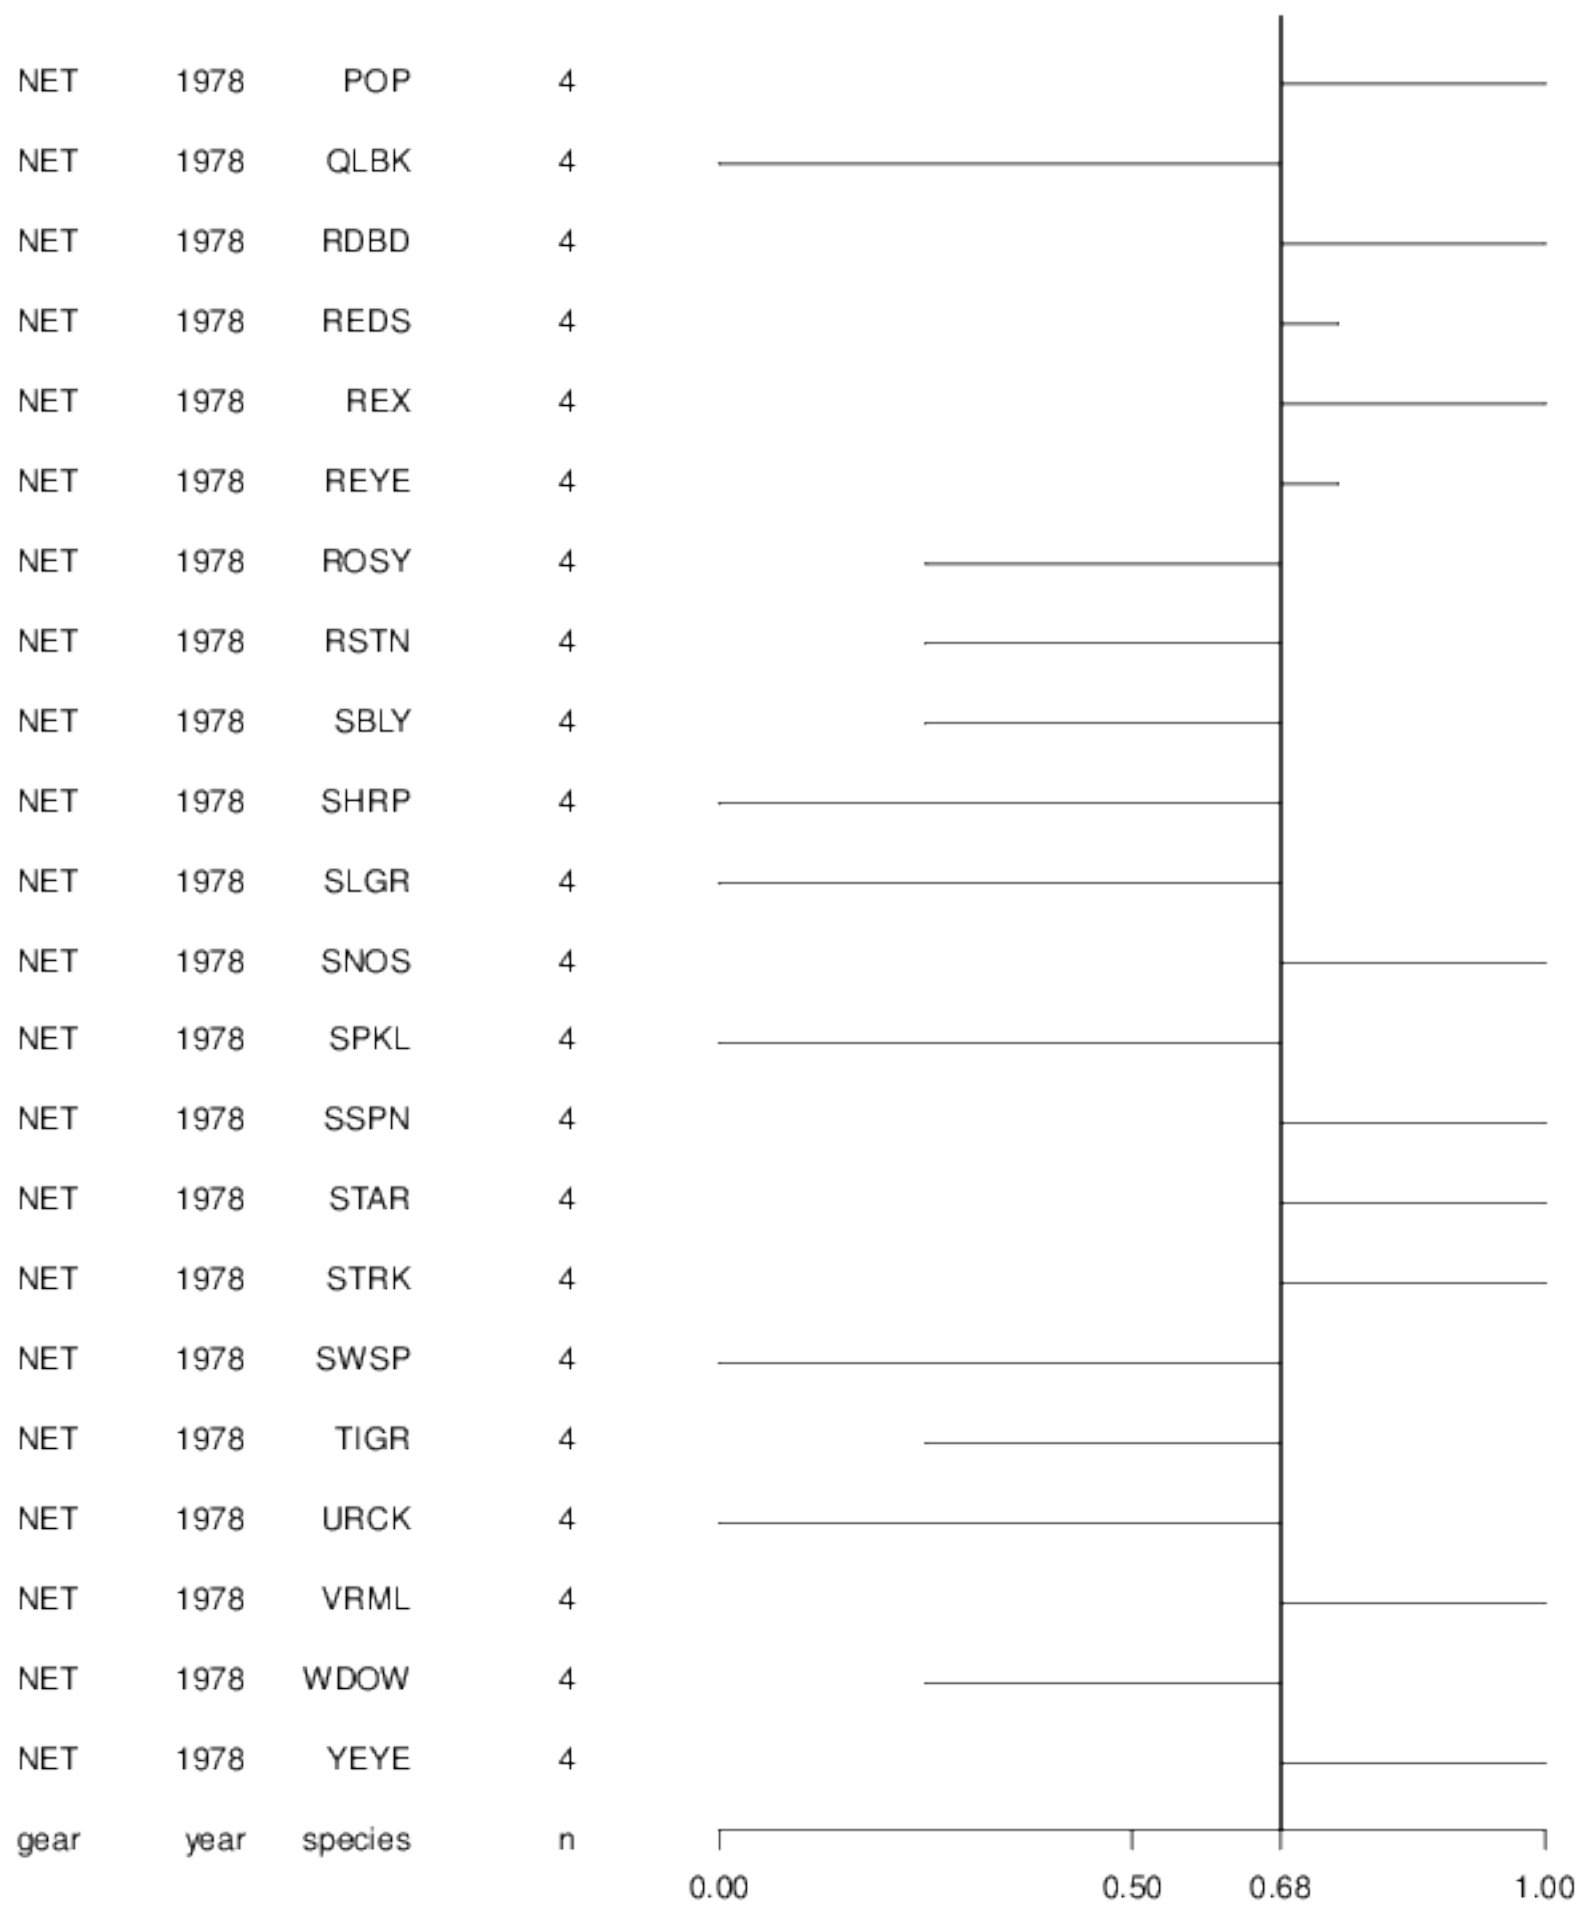 NET 1978 POP 4
NET 1978 QLBK 4
NET 1978 RDBD 4
NET 1978 REDS 4
NET 1978 REX 4
NET 1978 REYE 4
NET 1978 ROSY 4
NET 1978 RSTN 4
NET 1978 SBLY 4
NET 1978 SHRP 4
NET 1978 SLGR 4
NET 1978 SNOS 4
NET 1978 SPKL 4
NET 1978 SSPN 4
NET 1978 STAR 4
NET 1978 STRK 4
NET 1978 SWSP 4
NET 1978 TIGR 4
NET 1978 URCK 4
NET 1978 VRML 4
NET 1978 WDOW 4
NET 1978 YEYE 4
gear year species n
0.00 0.50 0.68 1.00